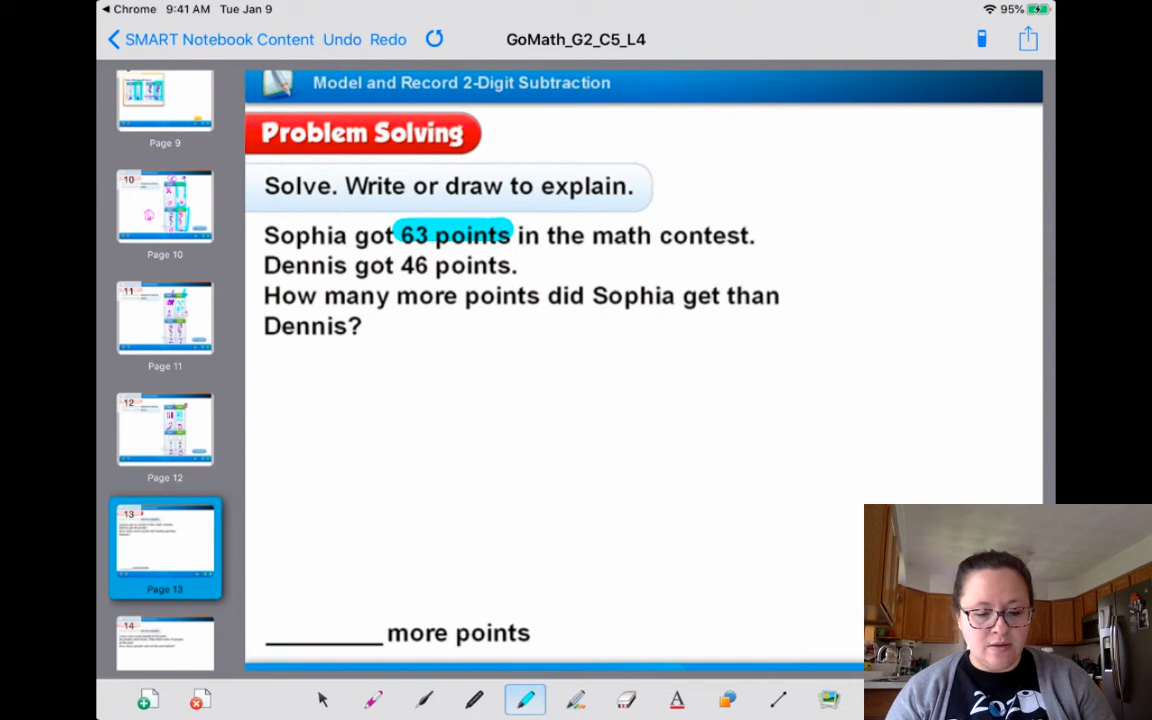 Chrome 9:41 AM Tue Jan 9 95%
SMART Notebook Content Undo Redo GoMath_G2_C5_L4
Model and Record 2-Digit Subtraction
Problem Solving
Solve. Write or draw to explain.
Sophia got 63 points in the math contest.
Dennis got 46 points.
How many more points did Sophia get than
Dennis?
more points
Page 9
10
Page 10
11
Page 11
12
Page 12
13
Page 13
14
A
202